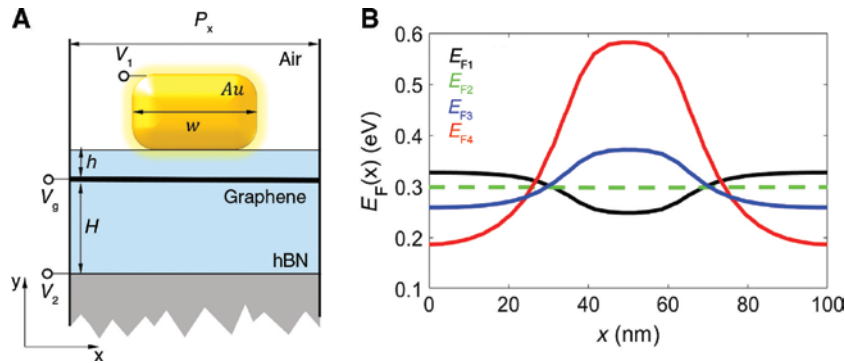 A
Px
V1
Air
Au
w
h
Vg
Graphene
H
hBN
V2
y
x
B
EF(x) (eV)
0.6
0.5
0.4
0.3
0.2
0.1
EF1
EF2
EF3
EF4
0 20 40 60 80 100
x (nm)